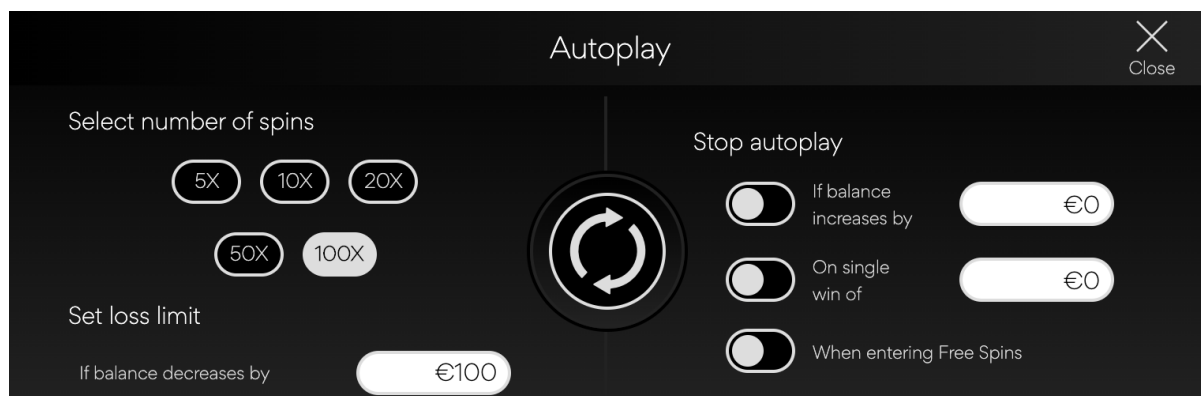 Autoplay
Close
Select number of spins
5X 10X 20X
50X 100X
Set loss limit
If balance decreases by €100
Stop autoplay
If balance
increases by €0
On single
win of €0
When entering Free Spins